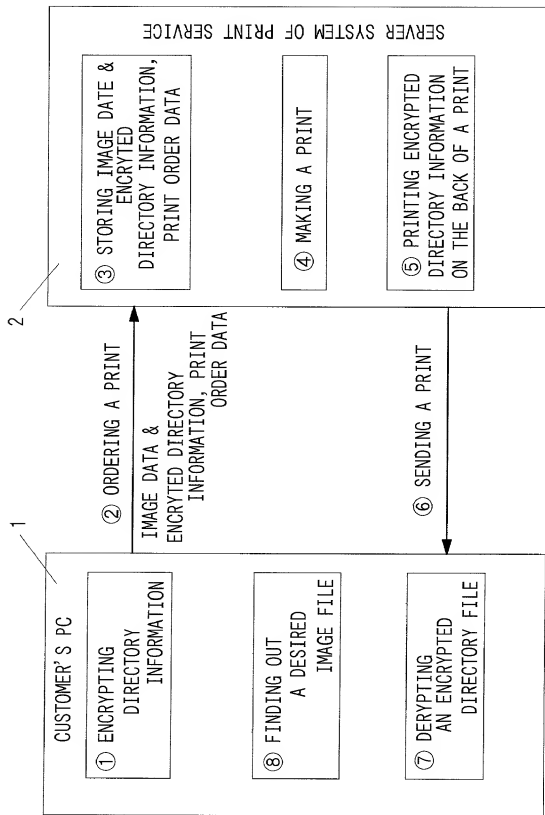 1
CUSTOMER'S PC
① ENCRYPTING
DIRECTORY
INFORMATION
⑧ FINDING OUT
A DESIRED
IMAGE FILE
⑦ DERYPTING
AN ENCRYPTED
DIRECTORY FILE
② ORDERING A PRINT
IMAGE DATA &
ENCRYTED DIRECTORY
INFORMATION, PRINT
ORDER DATA
⑥ SENDING A PRINT
2
③ STORING IMAGE DATE &
ENCRYTED
DIRECTORY INFORMATION,
PRINT ORDER DATA
④ MAKING A PRINT
⑤ PRINTING ENCRYPTED
DIRECTORY INFORMATION
ON THE BACK OF A PRINT
SERVER SYSTEM OF PRINT SERVICE